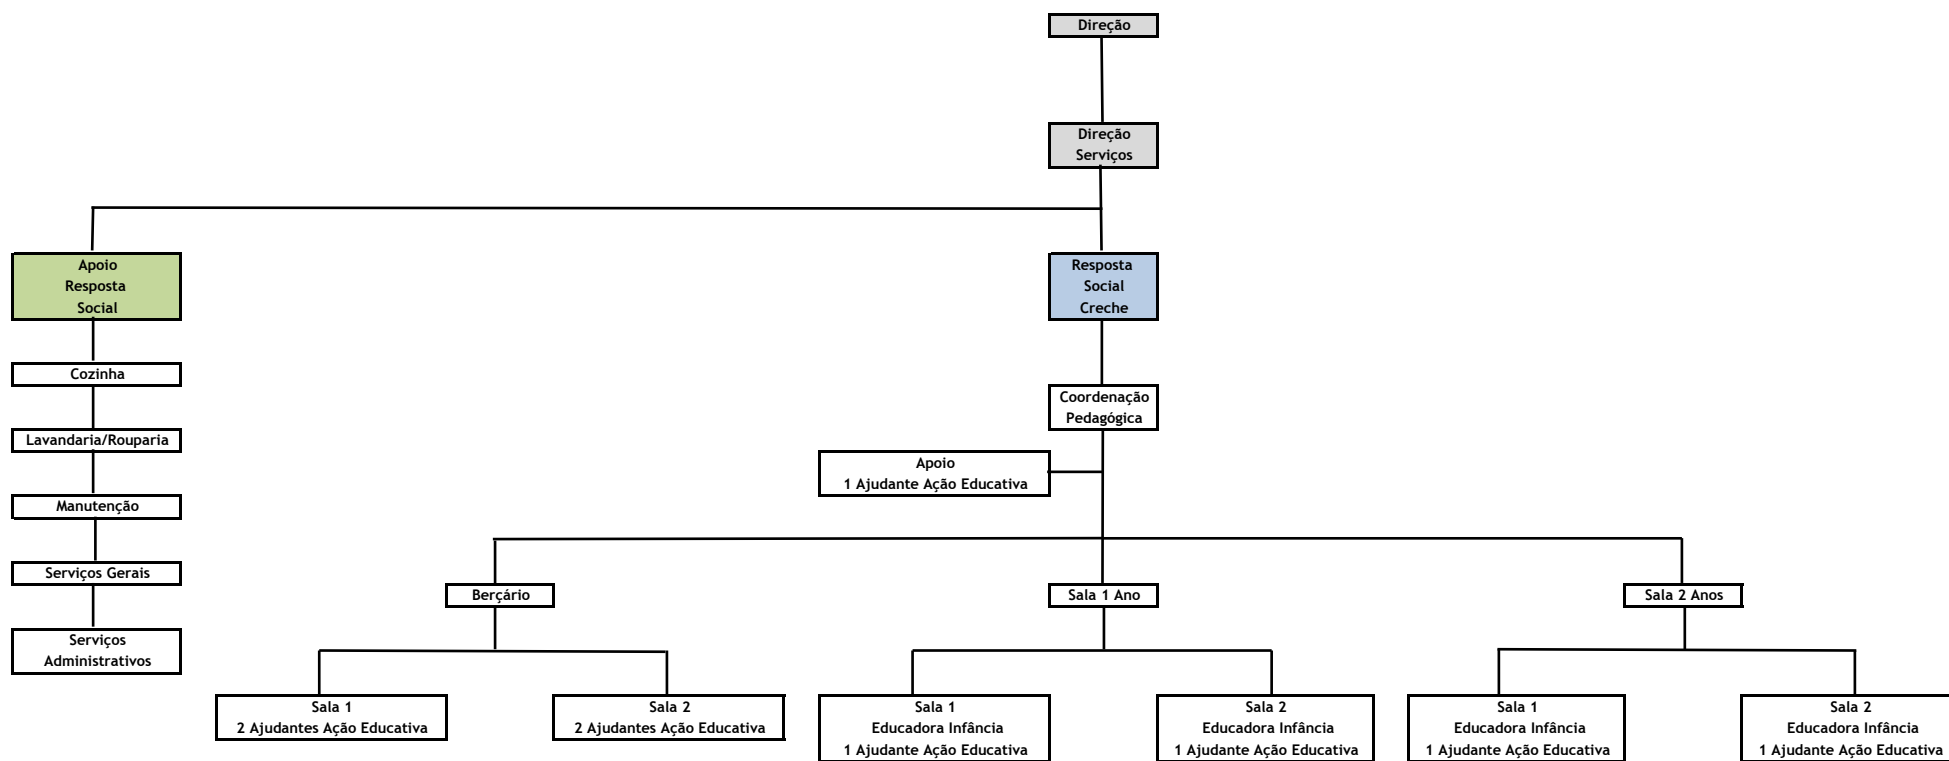 Direção
Direção
Serviços
Apoio
Resposta
Social
Resposta
Social
Creche
Cozinha
Coordenação
Pedagógica
Lavandaria/Rouparia
Apoio
1 Ajudante Ação Educativa
Manutenção
Serviços Gerais
Berçário
Sala 1 Ano
Sala 2 Anos
Serviços
Administrativos
Sala 1
2 Ajudantes Ação Educativa
Sala 2
2 Ajudantes Ação Educativa
Sala 1
Educadora Infância
1 Ajudante Ação Educativa
Sala 2
Educadora Infância
1 Ajudante Ação Educativa
Sala 1
Educadora Infância
1 Ajudante Ação Educativa
Sala 2
Educadora Infância
1 Ajudante Ação Educativa